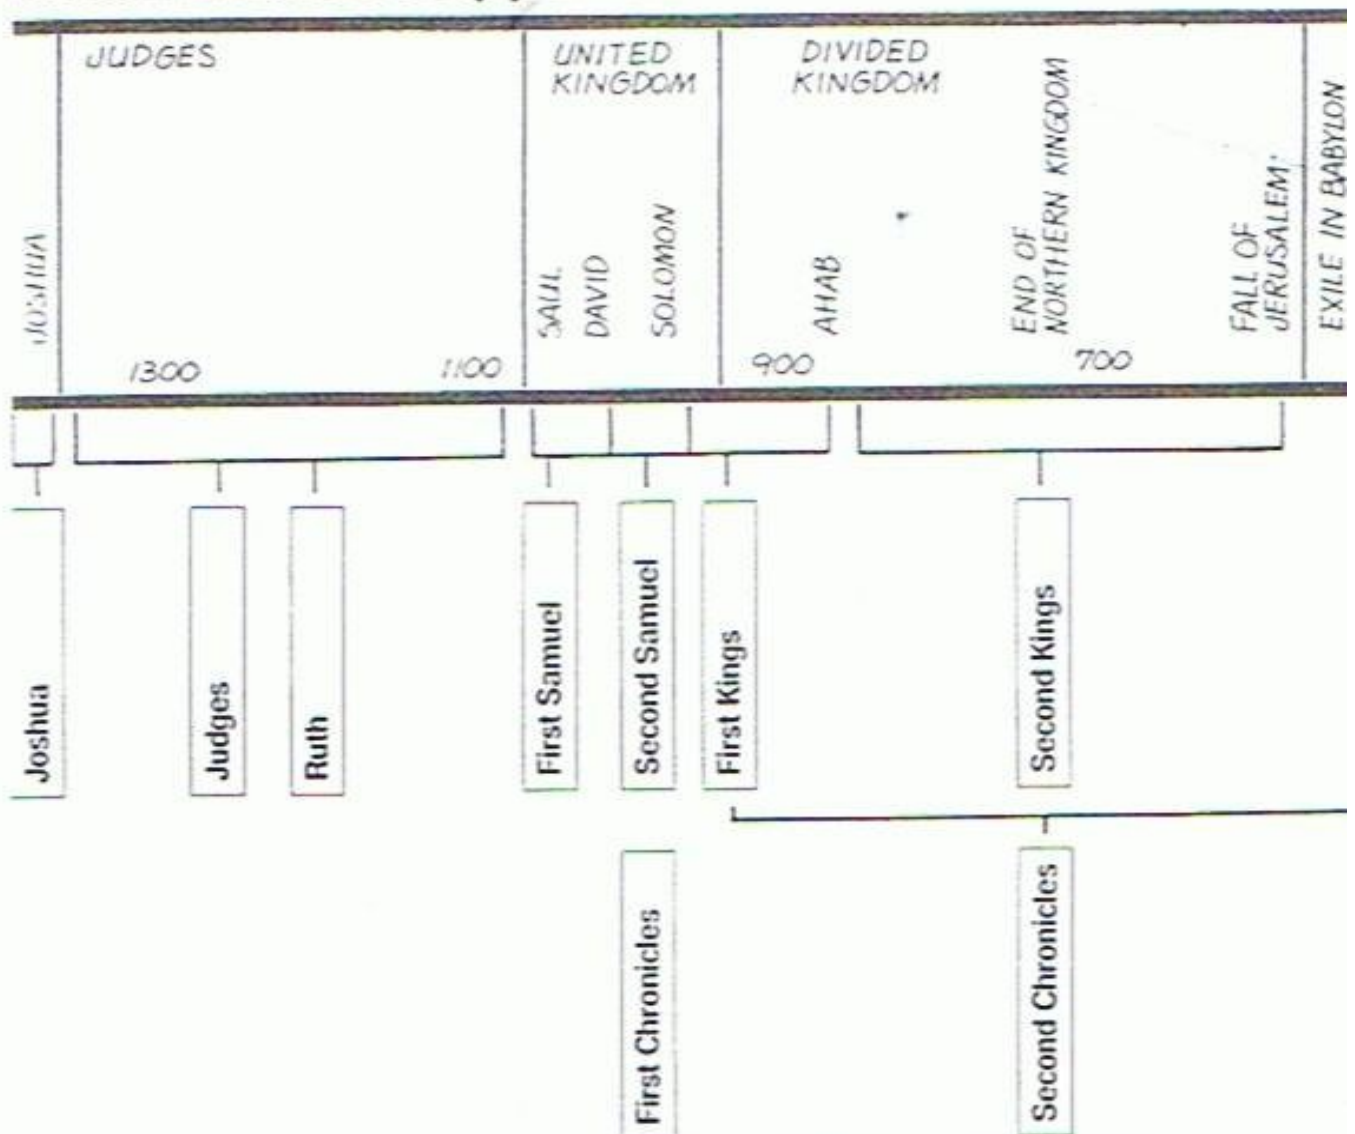 JUDGES
UNITED
KINGDOM
DIVIDED
KINGDOM
JOSHUA
SAUL
DAVID
SOLOMON
AHAB
END OF
NORTHERN KINGDOM
FALL OF
JERUSALEM
EXILE IN BABYLON
1300
1100
900
700
Joshua
Judges
Ruth
First Samuel
Second Samuel
First Kings
Second Kings
First Chronicles
Second Chronicles